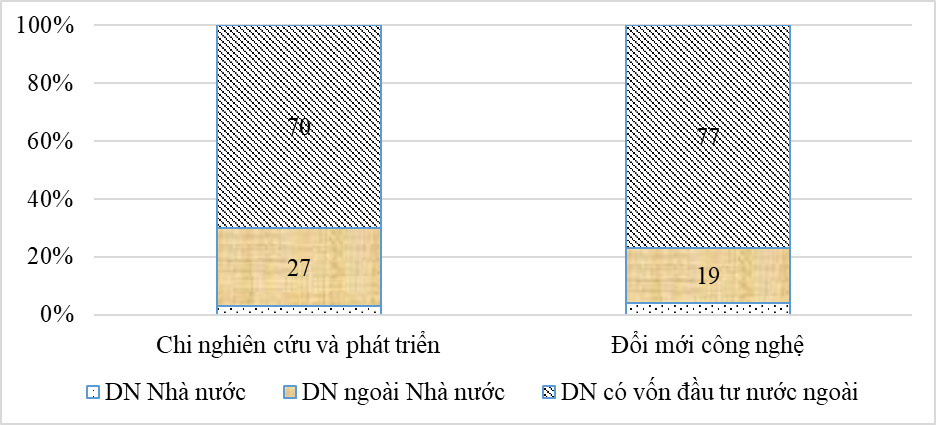 100%
80%
60%
40%
20%
0%
70
77
27
19
Chi nghiên cứu và phát triển
Đổi mới công nghệ
DN Nhà nước
DN ngoài Nhà nước
DN có vốn đầu tư nước ngoài